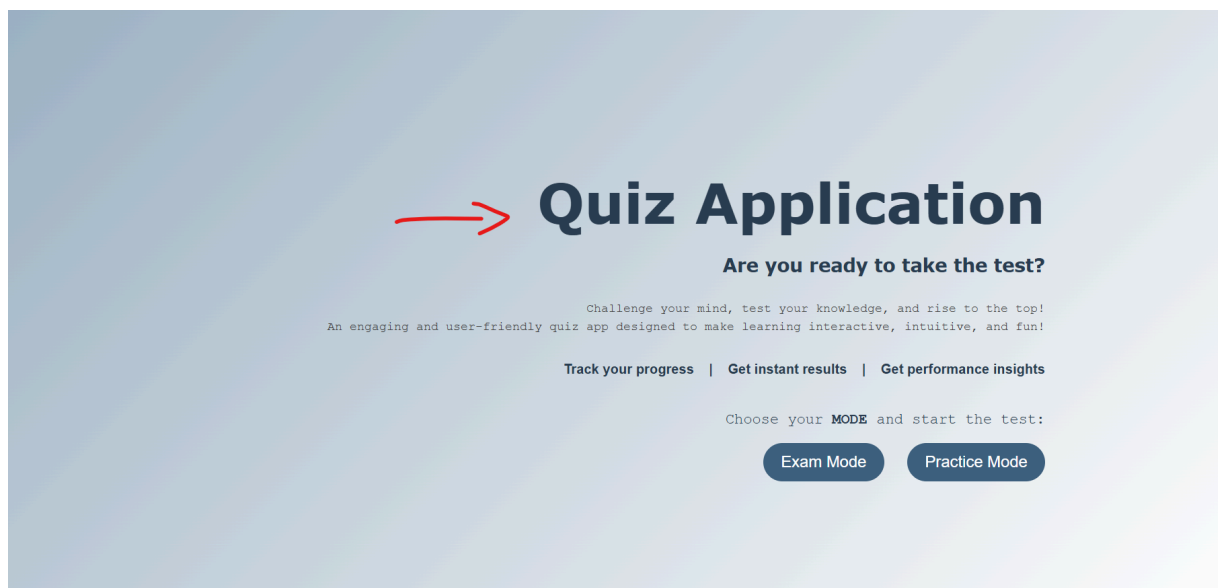 Quiz Application
Are you ready to take the test?
Challenge your mind, test your knowledge, and rise to the top!
An engaging and user-friendly quiz app designed to make learning interactive, intuitive, and fun!
Track your progress | Get instant results | Get performance insights
Choose your MODE and start the test:
Exam Mode Practice Mode